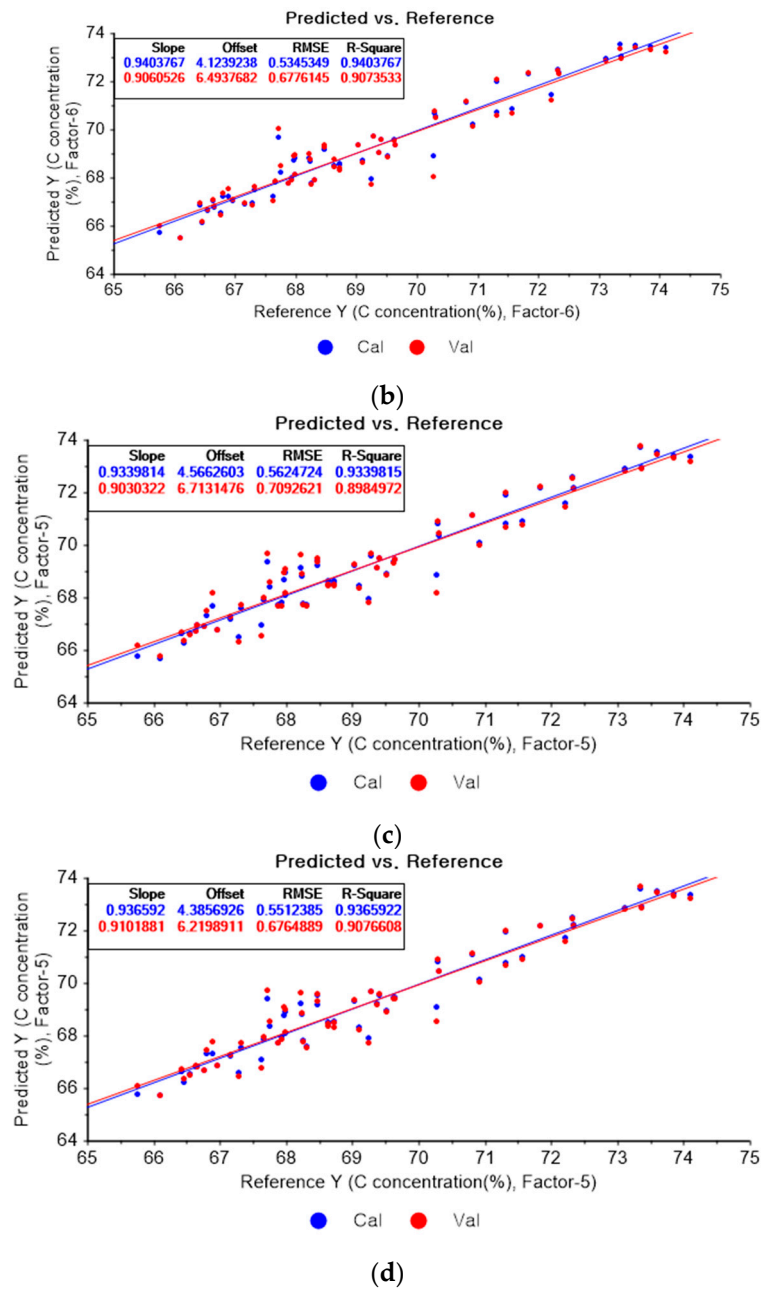 Predicted vs. Reference
Slope Offset RMSE R-Square
0.9403767 4.1239238 0.5345349 0.9403767
0.9060526 6.4937682 0.6776145 0.9073533
Predicted Y (C concentration
(%), Factor-6)
74
72
70
68
66
64
65 66 67 68 69 70 71 72 73 74 75
Reference Y (C concentration(%), Factor-6)
Cal Val
(b)
Predicted vs. Reference
Slope Offset RMSE R-Square
0.9339814 4.5662603 0.5624724 0.9339815
0.9030322 6.7131476 0.7092621 0.8984972
Predicted Y (C concentration
(%), Factor-5)
74
72
70
68
66
64
65 66 67 68 69 70 71 72 73 74 75
Reference Y (C concentration(%), Factor-5)
Cal Val
(c)
Predicted vs. Reference
Slope Offset RMSE R-Square
0.936592 4.3856926 0.5512385 0.9365922
0.9101881 6.2198911 0.6764889 0.9076608
Predicted Y (C concentration
(%), Factor-5)
74
72
70
68
66
64
65 66 67 68 69 70 71 72 73 74 75
Reference Y (C concentration(%), Factor-5)
Cal Val
(d)